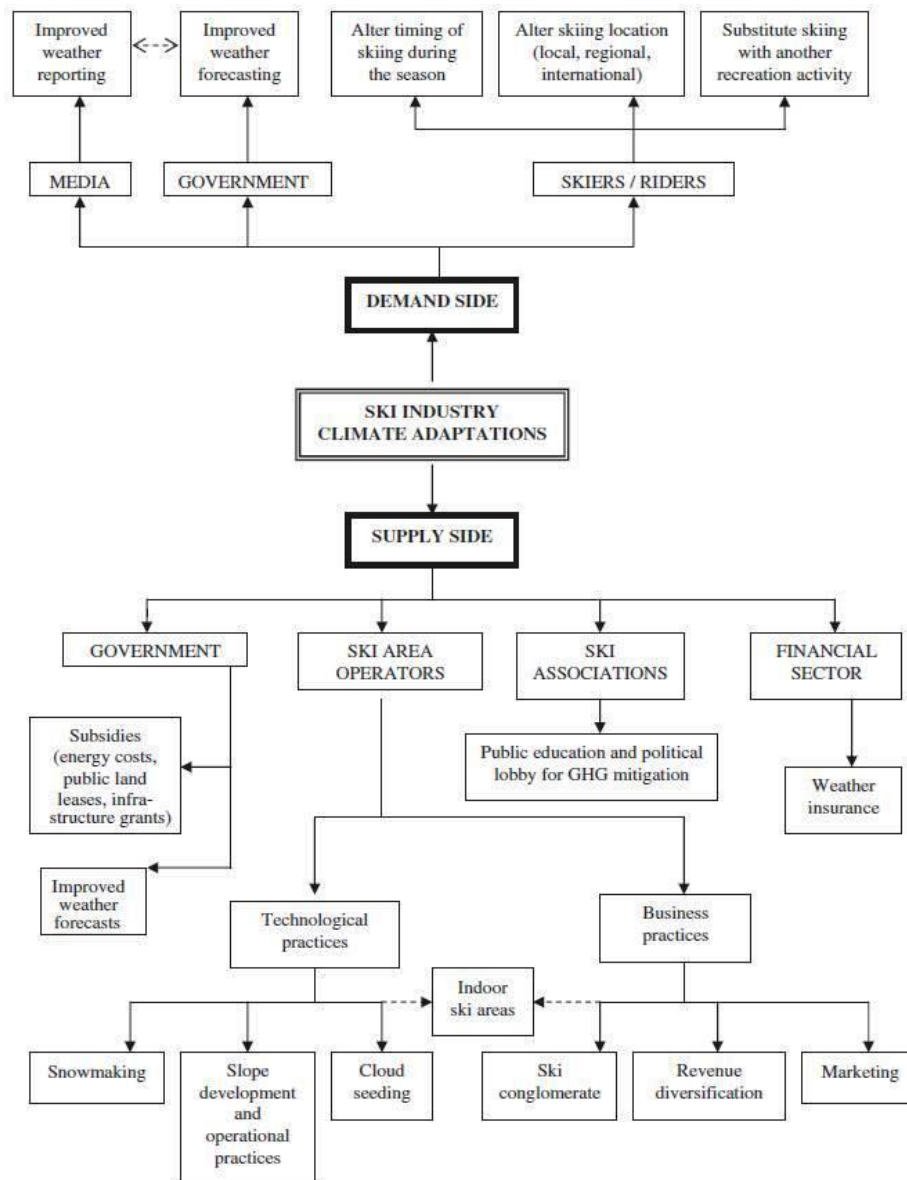 Improved
weather
reporting
Improved
weather
forecasting
Alter timing of
skiing during
the season
Alter skiing location
(local, regional,
international)
Substitute skiing
with another
recreation activity
MEDIA
GOVERNMENT
SKIERS / RIDERS
DEMAND SIDE
SKI INDUSTRY
CLIMATE ADAPTATIONS
SUPPLY SIDE
GOVERNMENT
SKI AREA
OPERATORS
SKI
ASSOCIATIONS
FINANCIAL
SECTOR
Subsidies
(energy costs,
public land
leases, infra-
structure grants)
Public education and political
lobby for GHG mitigation
Weather
insurance
Improved
weather
forecasts
Technological
practices
Business
practices
Indoor
ski areas
Snowmaking
Slope
development
and
operational
practices
Cloud
seeding
Ski
conglomerate
Revenue
diversification
Marketing